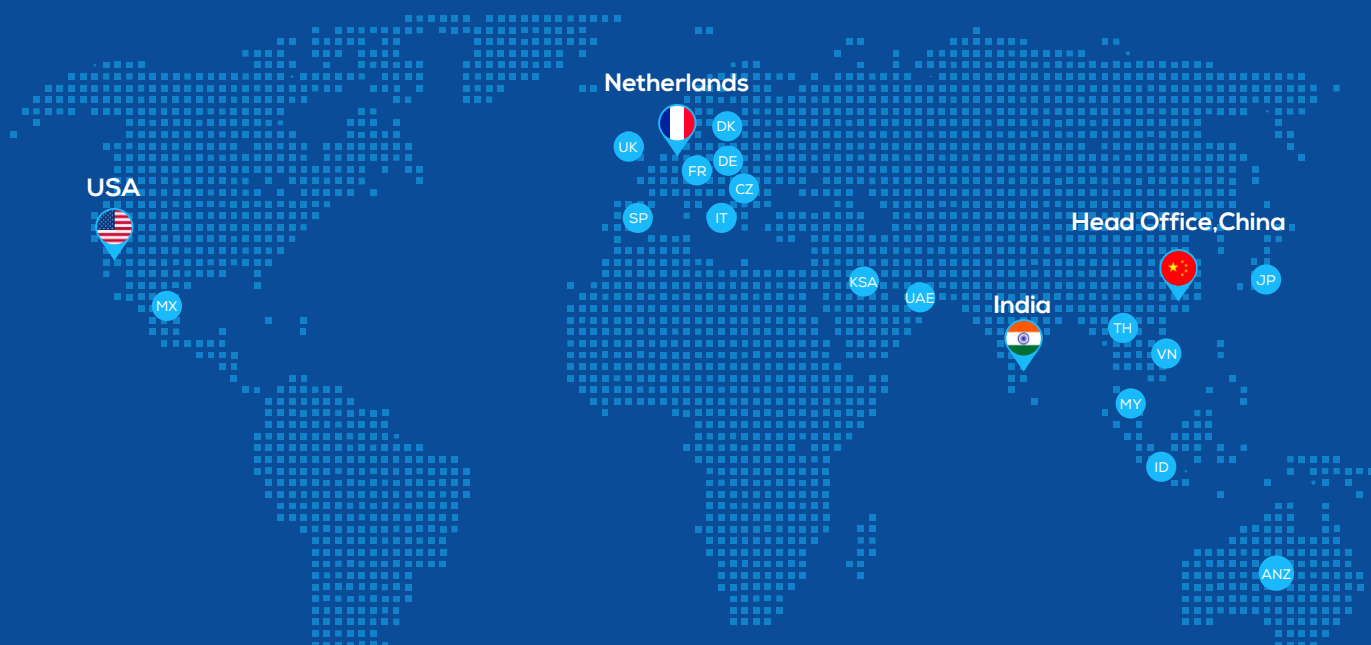 Netherlands
DK
UK
DE
FR
CZ
USA
SP
IT
Head Office,China
KSA
JP
UAE
MX
India
TH
VN
MY
ID
ANZ